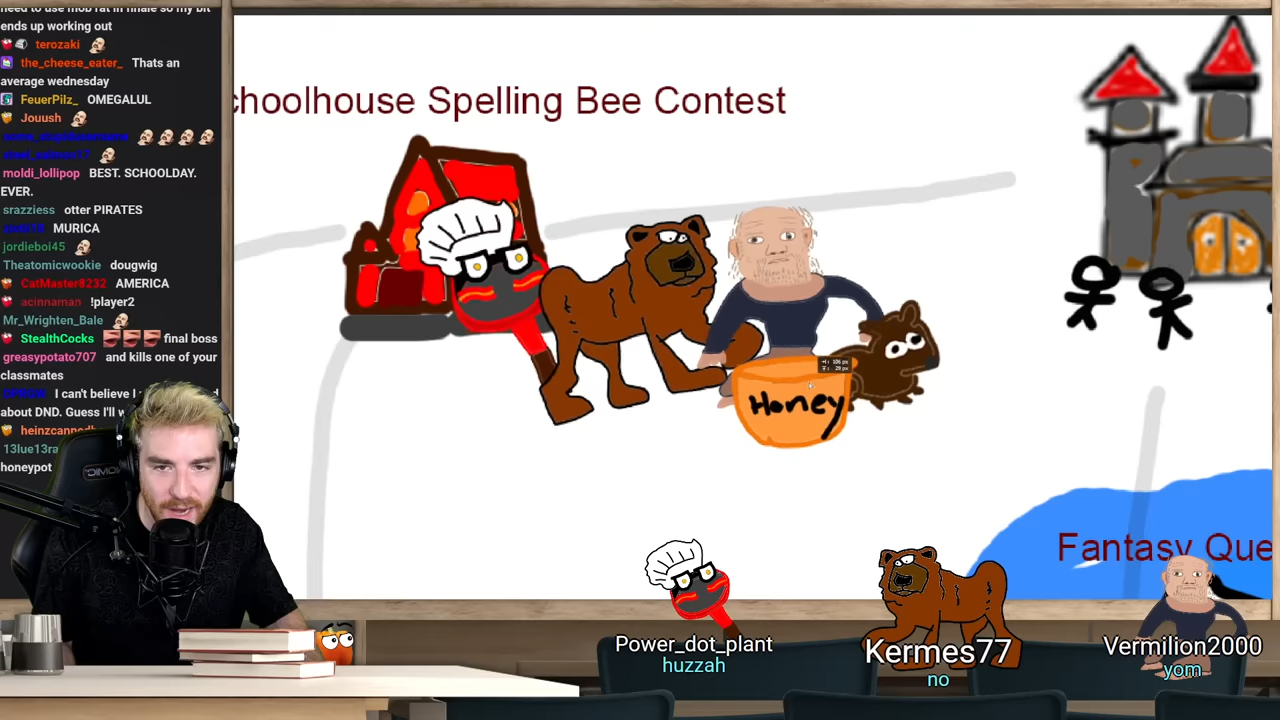 need to use mob rat in finale so my bit
ends up working out
terozaki
the_cheese_eater_ Thats an
average wednesday
FeuerPilz_ OMEGALUL
Jouush
moldi_lollipop BEST. SCHOOLDAY.
EVER.
srazziess otter PIRATES
MURICA
jordieboi45
Theatomicwookie dougwig
CatMaster8232 AMERICA
acinnaman !player2
Mr_Wrighten_Bale
StealthCocks final boss
greasypotato707 and kills one of your
classmates
I can't believe I
about DND. Guess I'll
13lue13ra
honeypot
choolhouse Spelling Bee Contest
Honey
Fantasy Que
Power_dot_plant
huzzah
Kermes77
no
Vermilion2000
yom